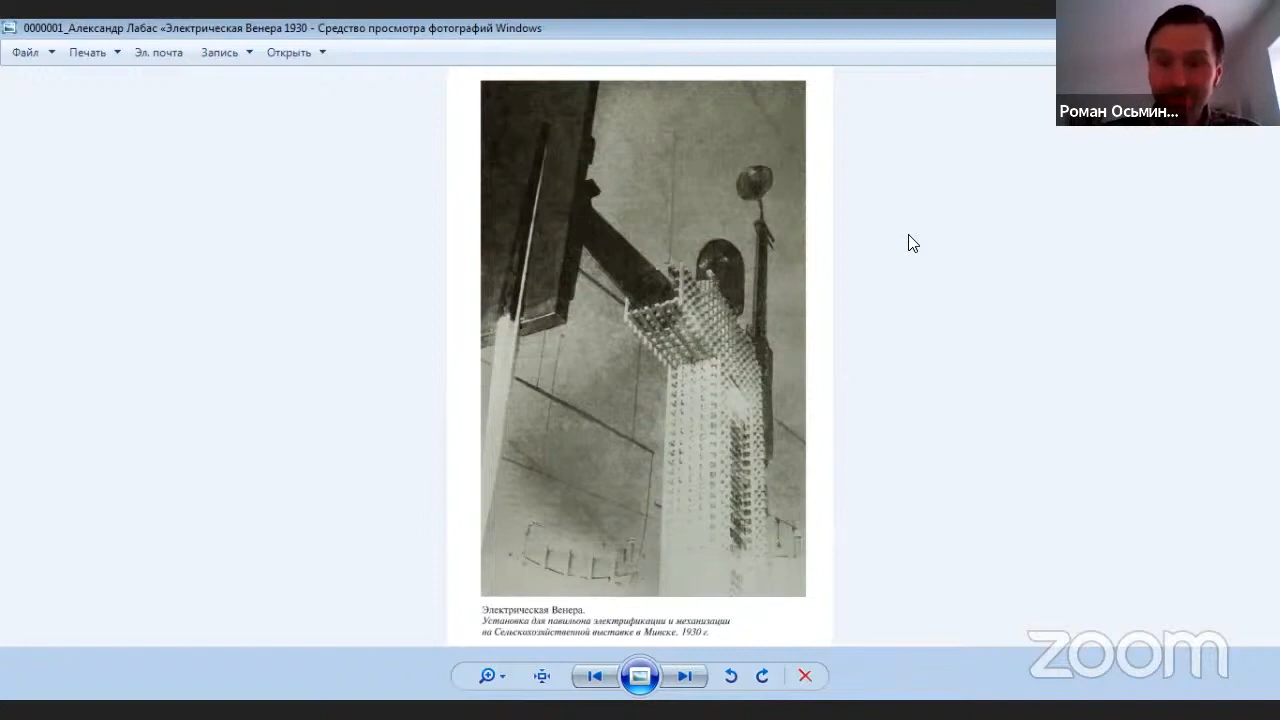 0000001_Александр Лабас «Электрическая Венера 1930 - Средство просмотра фотографий Windows
Файл Печать Эл. почта Запись Открыть
Роман Осьмин...
Электрическая Венера.
Установка для павильона электрификации и механизации
на Сельскохозяйственной выставке в Минске. 1930 г.
zoom